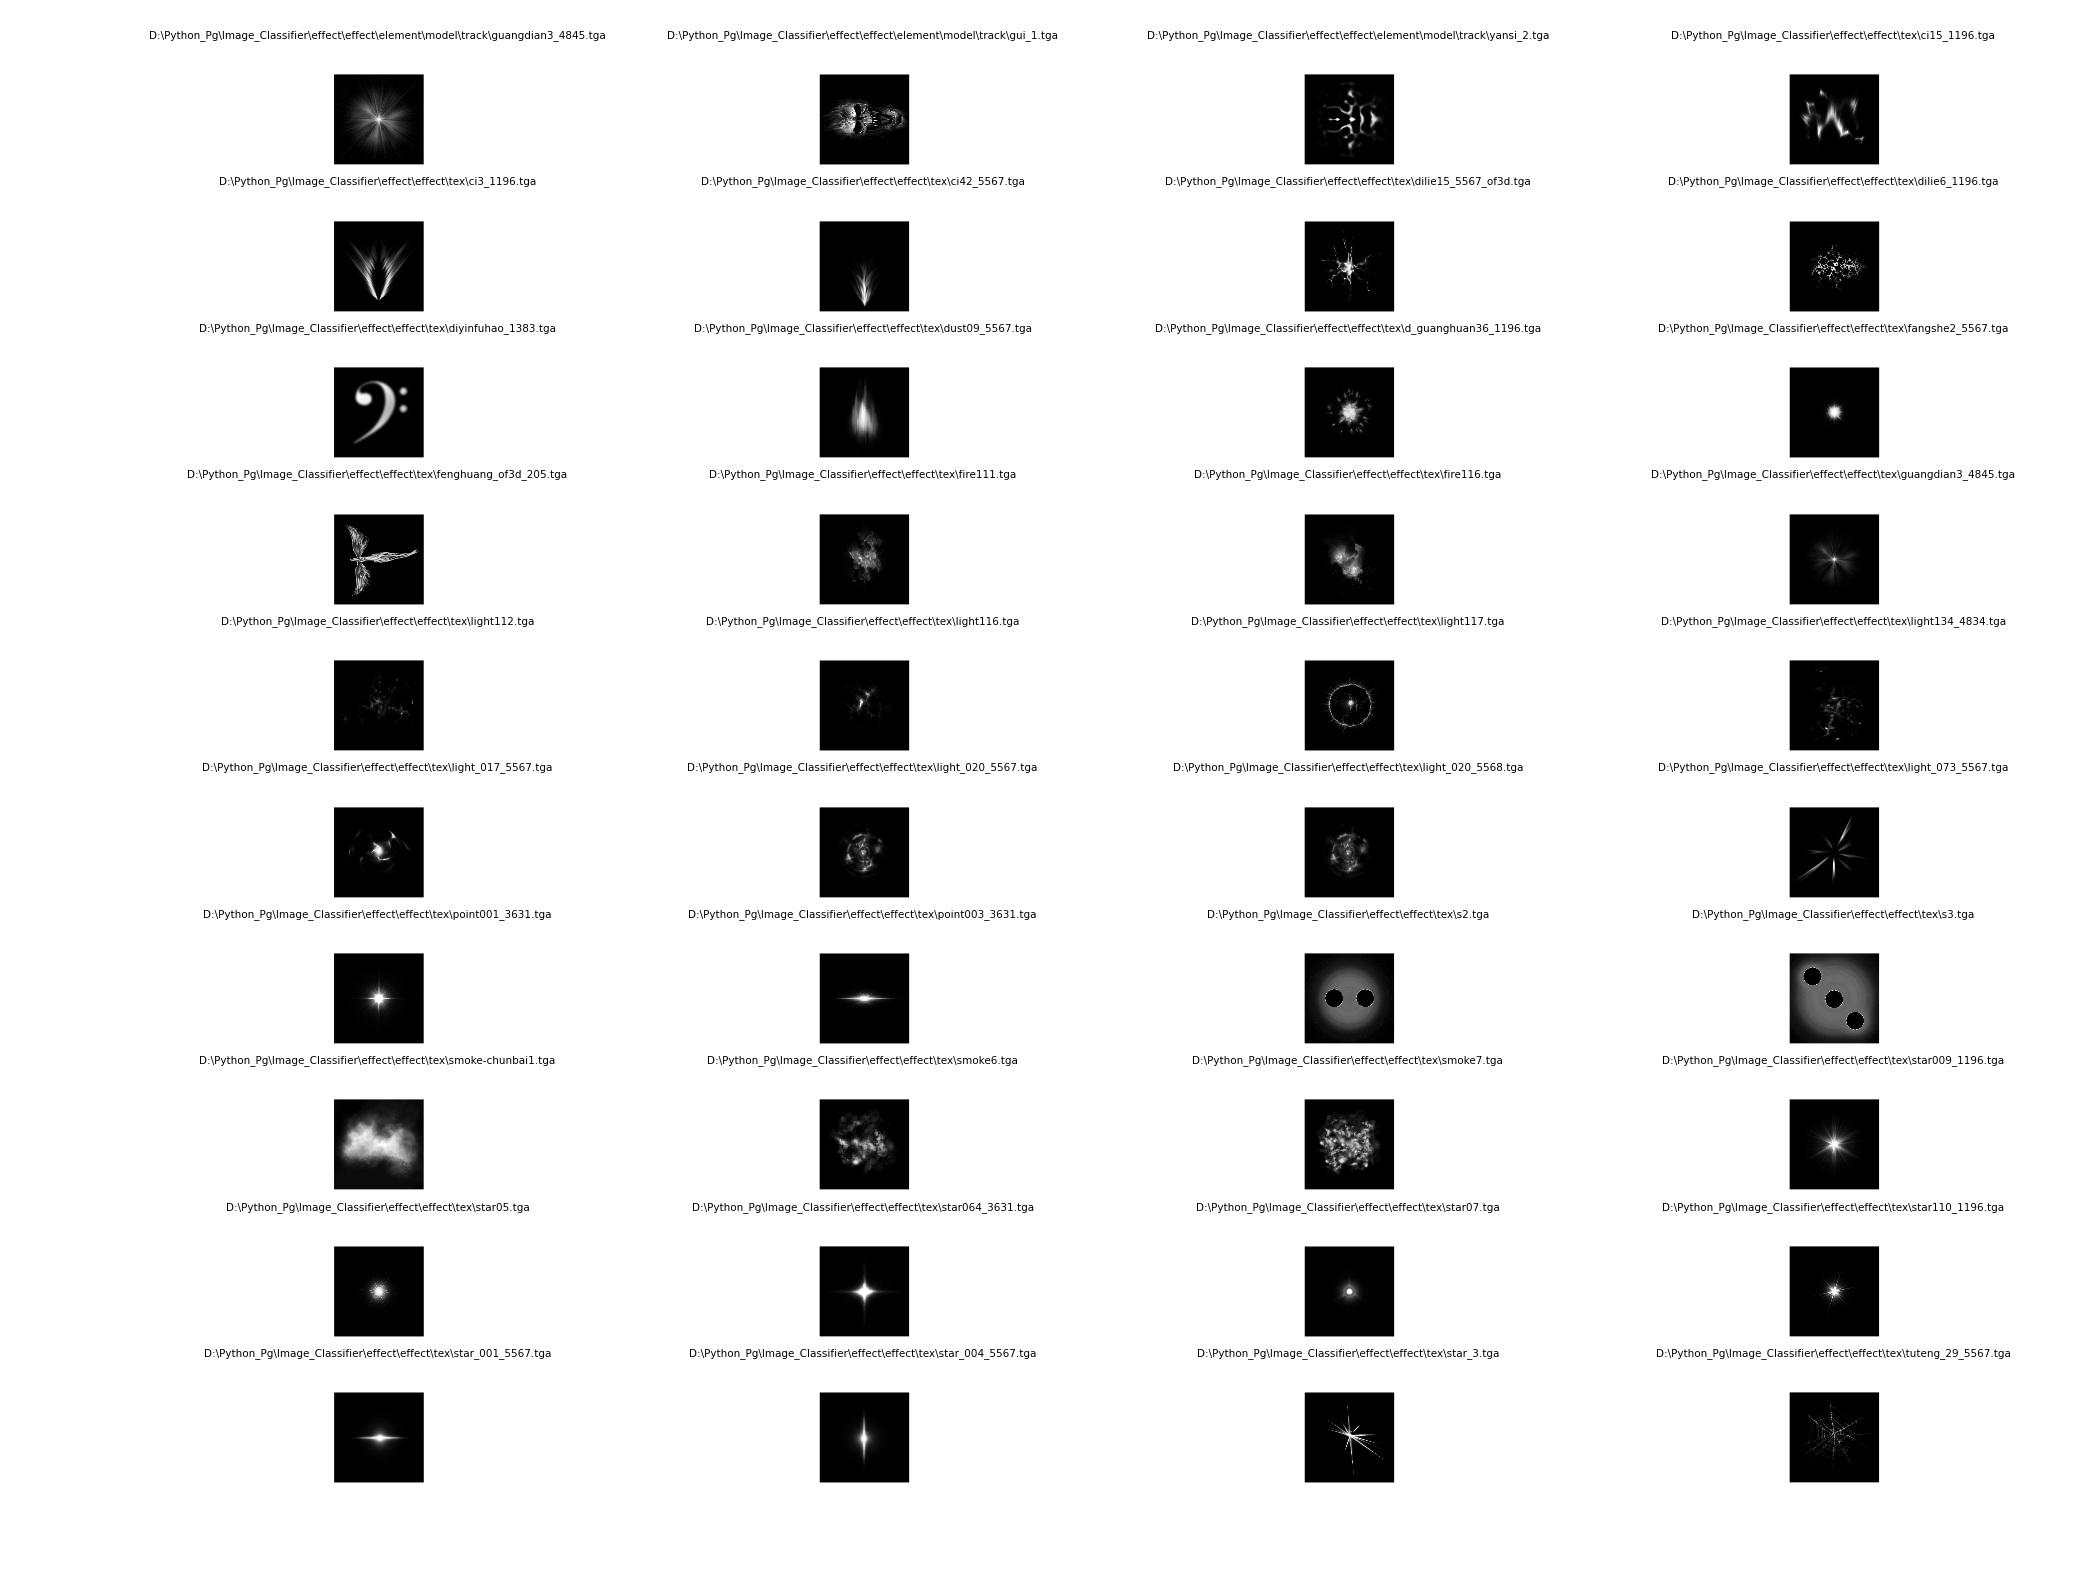 D:\Python_Pg\Image_Classifier\effect\effect\element\model\track\guangdian3_4845.tga
D:\Python_Pg\Image_Classifier\effect\effect\element\model\track\gui_1.tga
D:\Python_Pg\Image_Classifier\effect\effect\element\model\track\yansi_2.tga
D:\Python_Pg\Image_Classifier\effect\effect\tex\ci15_1196.tga
D:\Python_Pg\Image_Classifier\effect\effect\tex\ci3_1196.tga
D:\Python_Pg\Image_Classifier\effect\effect\tex\ci42_5567.tga
D:\Python_Pg\Image_Classifier\effect\effect\tex\dilie15_5567_of3d.tga
D:\Python_Pg\Image_Classifier\effect\effect\tex\dilie6_1196.tga
D:\Python_Pg\Image_Classifier\effect\effect\tex\diyinfuhao_1383.tga
D:\Python_Pg\Image_Classifier\effect\effect\tex\dust09_5567.tga
D:\Python_Pg\Image_Classifier\effect\effect\tex\d_guanghuan36_1196.tga
D:\Python_Pg\Image_Classifier\effect\effect\tex\fangshe2_5567.tga
D:\Python_Pg\Image_Classifier\effect\effect\tex\fenghuang_of3d_205.tga
D:\Python_Pg\Image_Classifier\effect\effect\tex\fire111.tga
D:\Python_Pg\Image_Classifier\effect\effect\tex\fire116.tga
D:\Python_Pg\Image_Classifier\effect\effect\tex\guangdian3_4845.tga
D:\Python_Pg\Image_Classifier\effect\effect\tex\light112.tga
D:\Python_Pg\Image_Classifier\effect\effect\tex\light116.tga
D:\Python_Pg\Image_Classifier\effect\effect\tex\light117.tga
D:\Python_Pg\Image_Classifier\effect\effect\tex\light134_4834.tga
D:\Python_Pg\Image_Classifier\effect\effect\tex\light_017_5567.tga
D:\Python_Pg\Image_Classifier\effect\effect\tex\light_020_5567.tga
D:\Python_Pg\Image_Classifier\effect\effect\tex\light_020_5568.tga
D:\Python_Pg\Image_Classifier\effect\effect\tex\light_073_5567.tga
D:\Python_Pg\Image_Classifier\effect\effect\tex\point001_3631.tga
D:\Python_Pg\Image_Classifier\effect\effect\tex\point003_3631.tga
D:\Python_Pg\Image_Classifier\effect\effect\tex\s2.tga
D:\Python_Pg\Image_Classifier\effect\effect\tex\s3.tga
D:\Python_Pg\Image_Classifier\effect\effect\tex\smoke-chunbai1.tga
D:\Python_Pg\Image_Classifier\effect\effect\tex\smoke6.tga
D:\Python_Pg\Image_Classifier\effect\effect\tex\smoke7.tga
D:\Python_Pg\Image_Classifier\effect\effect\tex\star009_1196.tga
D:\Python_Pg\Image_Classifier\effect\effect\tex\star05.tga
D:\Python_Pg\Image_Classifier\effect\effect\tex\star064_3631.tga
D:\Python_Pg\Image_Classifier\effect\effect\tex\star07.tga
D:\Python_Pg\Image_Classifier\effect\effect\tex\star110_1196.tga
D:\Python_Pg\Image_Classifier\effect\effect\tex\star_001_5567.tga
D:\Python_Pg\Image_Classifier\effect\effect\tex\star_004_5567.tga
D:\Python_Pg\Image_Classifier\effect\effect\tex\star_3.tga
D:\Python_Pg\Image_Classifier\effect\effect\tex\tuteng_29_5567.tga